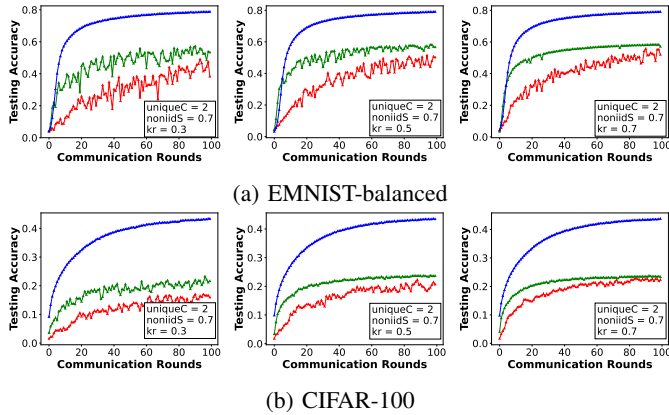 Testing Accuracy
0.8
0.6
0.4
0.2
0.0
uniqueC = 2
noniidS = 0.7
kr = 0.3
0 20 40 60 80 100
Communication Rounds
Testing Accuracy
0.8
0.6
0.4
0.2
0.0
uniqueC = 2
noniidS = 0.7
kr = 0.5
0 20 40 60 80 100
Communication Rounds
Testing Accuracy
0.8
0.6
0.4
0.2
0.0
uniqueC = 2
noniidS = 0.7
kr = 0.7
0 20 40 60 80 100
Communication Rounds
(a) EMNIST-balanced
Testing Accuracy
0.4
0.3
0.2
0.1
0.0
uniqueC = 2
noniidS = 0.7
kr = 0.3
0 20 40 60 80 100
Communication Rounds
Testing Accuracy
0.4
0.3
0.2
0.1
0.0
uniqueC = 2
noniidS = 0.7
kr = 0.5
0 20 40 60 80 100
Communication Rounds
Testing Accuracy
0.4
0.3
0.2
0.1
0.0
uniqueC = 2
noniidS = 0.7
kr = 0.7
0 20 40 60 80 100
Communication Rounds
(b) CIFAR-100